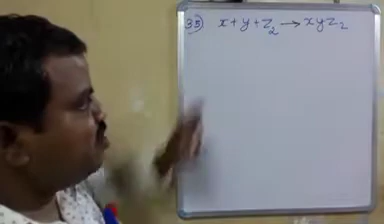 35) x + y + z₂ → x y z₂